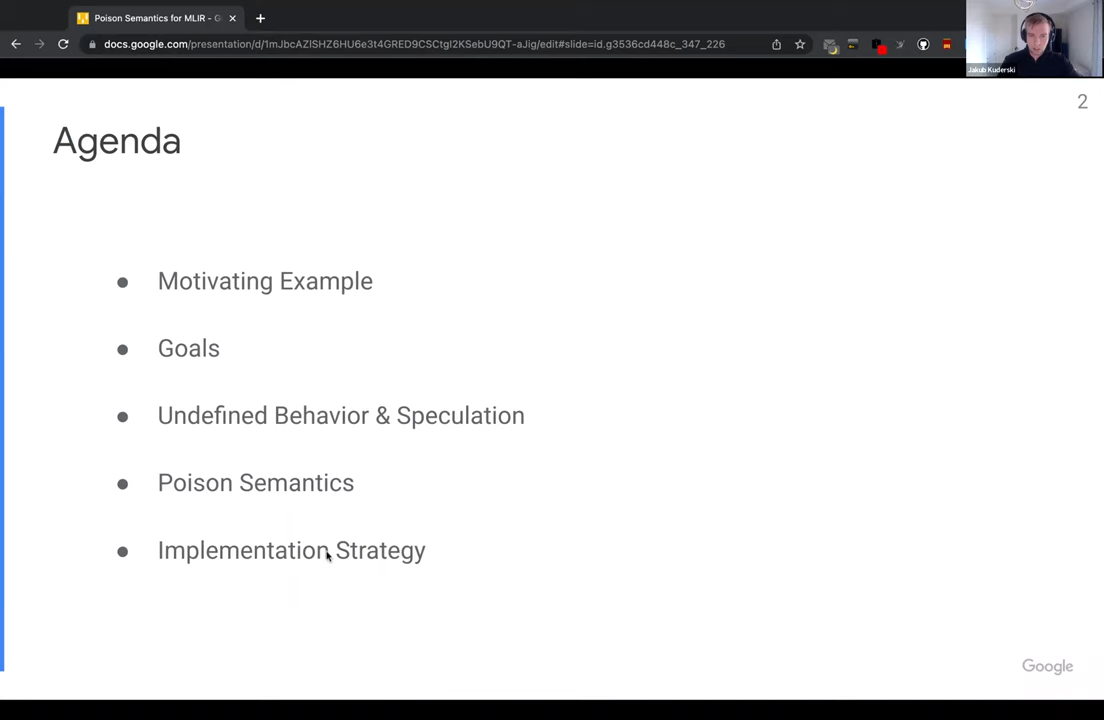 Poison Semantics for MLIR - G
docs.google.com/presentation/d/1mJbcAZISHZ6HU6e3t4GRED9CSCtgI2KSebU9QT-aJig/edit#slide=id.g3536cd448c_347_226
Jakub Kuderski
2
Agenda
● Motivating Example
● Goals
● Undefined Behavior & Speculation
● Poison Semantics
● Implementation Strategy
Google